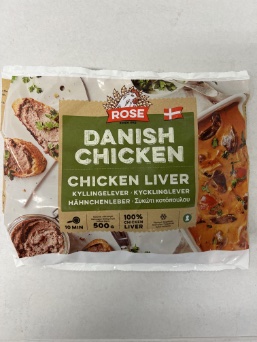 ROSE
DANISH
CHICKEN
CHICKEN LIVER
KYLLINGELEVER · KYCKLINGLEVER
HÄHNCHENLEBER · Συκώτι κοτόπουλου
10 MIN
500G
100%
CHICKEN
LIVER